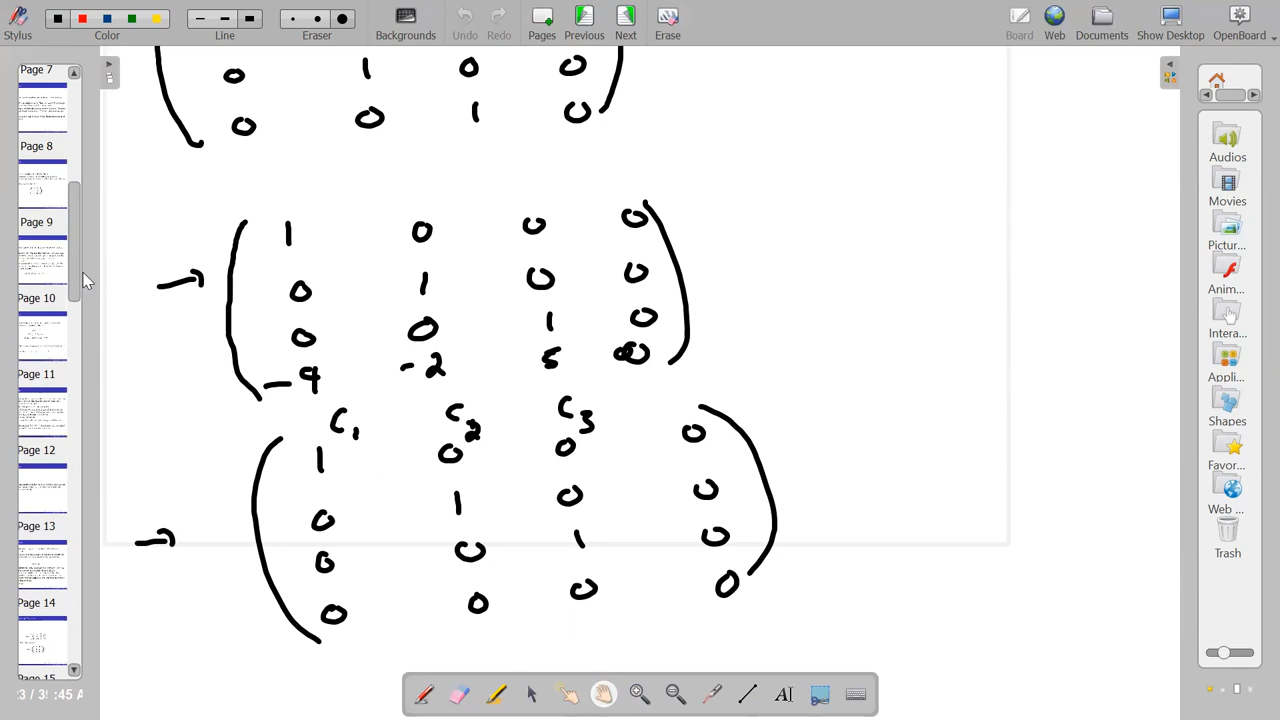 Stylus Color Line Eraser Backgrounds Undo Redo Pages Previous Next Erase Board Web Documents Show Desktop OpenBoard
Page 7
Page 8
Page 9
Page 10
Page 11
Page 12
Page 13
Page 14
Page 15
0 1 0 0
0 0 1 0
→ 1 0 0 0
0 1 0 0
0 0 1 0
-4 -2 5 0
C1 C2 C3
1 0 0 0
0 1 0 0
→ 0 0 1 0
0 0 0 0
Audios
Movies
Pictur...
Anim...
Intera...
Appli...
Shapes
Favor...
Web ...
Trash